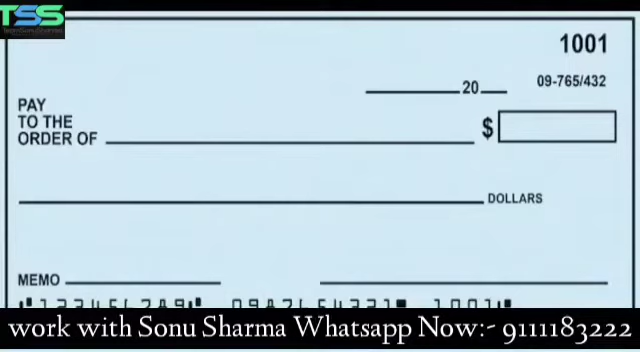 TSS
1001
20
09-765/432
PAY
TO THE
ORDER OF
$
DOLLARS
MEMO
work with Sonu Sharma Whatsapp Now:- 9111183222